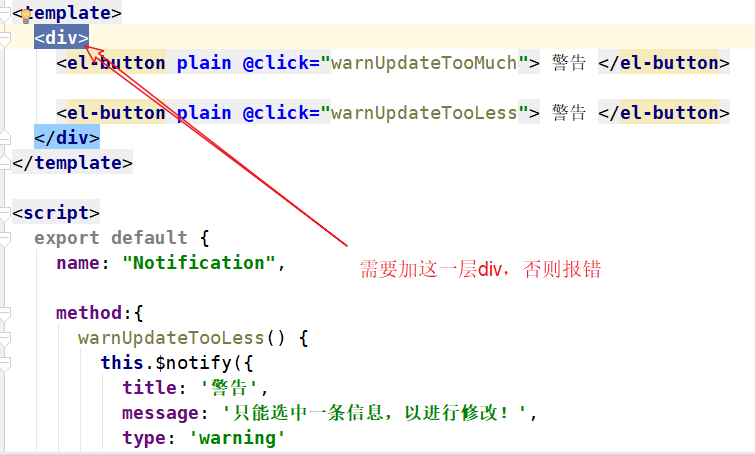 <template>
<div>
<el-button plain @click="warnUpdateTooMuch"> 警告 </el-button>
<el-button plain @click="warnUpdateTooLess"> 警告 </el-button>
</div>
</template>
<script>
export default {
name: "Notification",
需要加这一层div，否则报错
method:{
warnUpdateTooLess() {
this.$notify({
title: '警告',
message: '只能选中一条信息，以进行修改！',
type: 'warning'